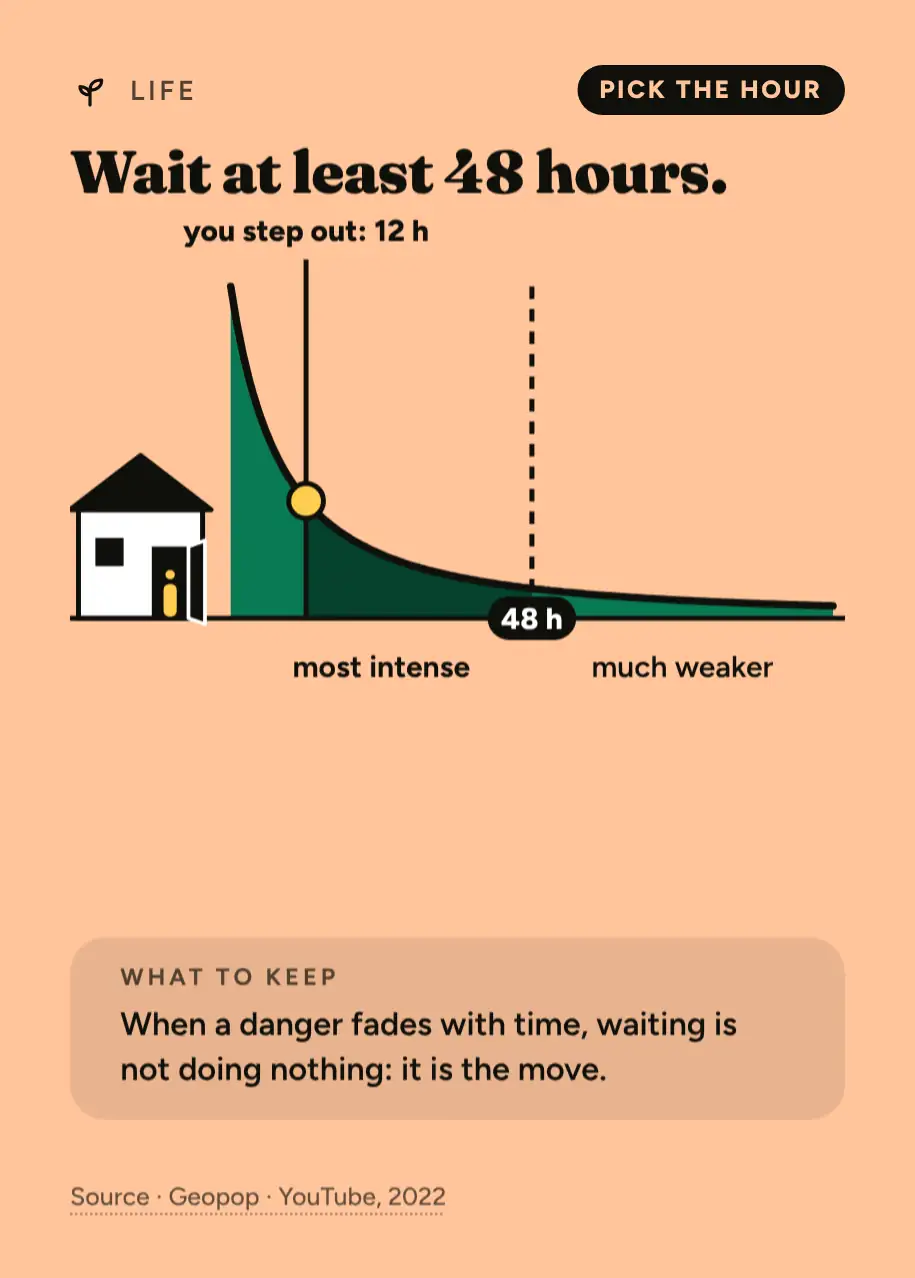 LIFE
PICK THE HOUR
Wait at least 48 hours.
you step out: 12 h
48 h
most intense
much weaker
WHAT TO KEEP
When a danger fades with time, waiting is
not doing nothing: it is the move.
Source · Geopop · YouTube, 2022